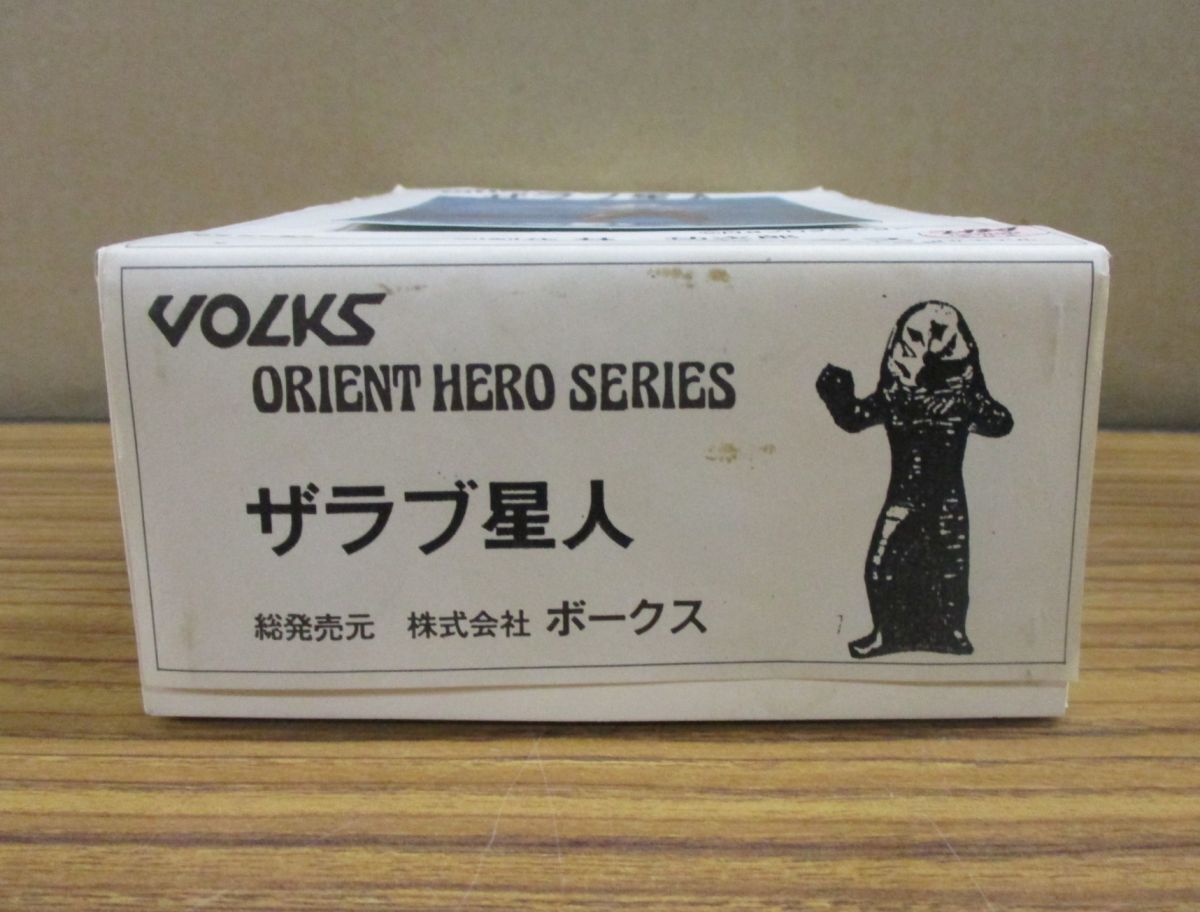 VOLKS
ORIENT HERO SERIES
ザラブ星人
総発売元 株式会社 ボークス